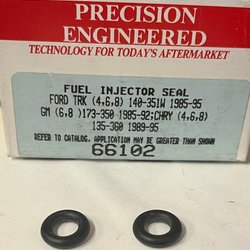 PRECISION
ENGINEERED
TECHNOLOGY FOR TODAY'S AFTERMARKET
FUEL INJECTOR SEAL
FORD TRK (4,6,8) 140-351W 1985-95
GM (6,8)173-350 1985-92;CHRY (4,6,8)
135-360 1989-95
REFER TO CATALOG. APPLICATION MAY BE GREATER THAN SHOWN
66102